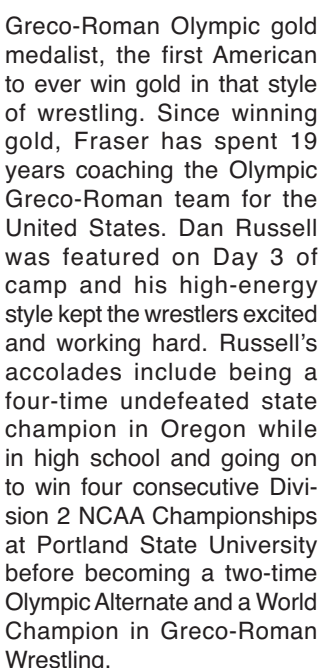 Greco-Roman Olympic gold
medalist, the first American
to ever win gold in that style
of wrestling. Since winning
gold, Fraser has spent 19
years coaching the Olympic
Greco-Roman team for the
United States. Dan Russell
was featured on Day 3 of
camp and his high-energy
style kept the wrestlers excited
and working hard. Russell’s
accolades include being a
four-time undefeated state
champion in Oregon while
in high school and going on
to win four consecutive Divi-
sion 2 NCAA Championships
at Portland State University
before becoming a two-time
Olympic Alternate and a World
Champion in Greco-Roman
Wrestling.